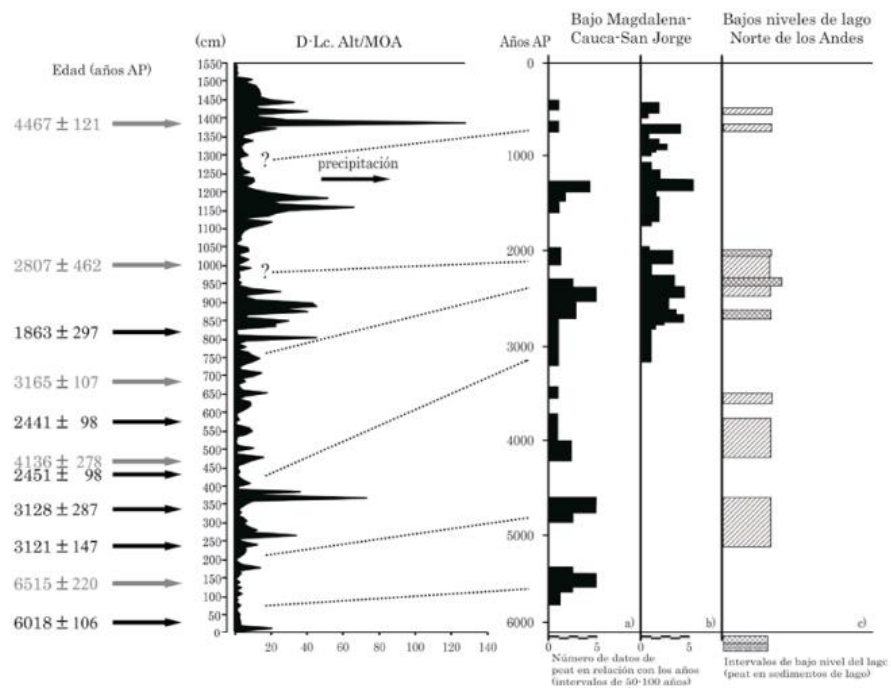 Bajo Magdalena-
Cauca-San Jorge
Bajos niveles de lago
Norte de los Andes
(cm)
D-Lc. Alt/MOA
Años AP
Edad (años AP)
4467 ± 121
2807 ± 462
1863 ± 297
3165 ± 107
2441 ± 98
4136 ± 278
2451 ± 98
3128 ± 287
3121 ± 147
6515 ± 220
6018 ± 106
1550
1500
1450
1400
1350
1300
1250
1200
1150
1100
1050
1000
950
900
850
800
750
700
650
600
550
500
450
400
350
300
250
200
150
100
50
0
?
precipitación
?
20 40 60 80 100 120 140
0
1000
2000
3000
4000
5000
6000
a)
b)
c)
0 5
0 5
Número de datos de
peat en relación con los años
(intervalos de 50-100 años)
Intervalos de bajo nivel del lago
(peat en sedimentos de lago)